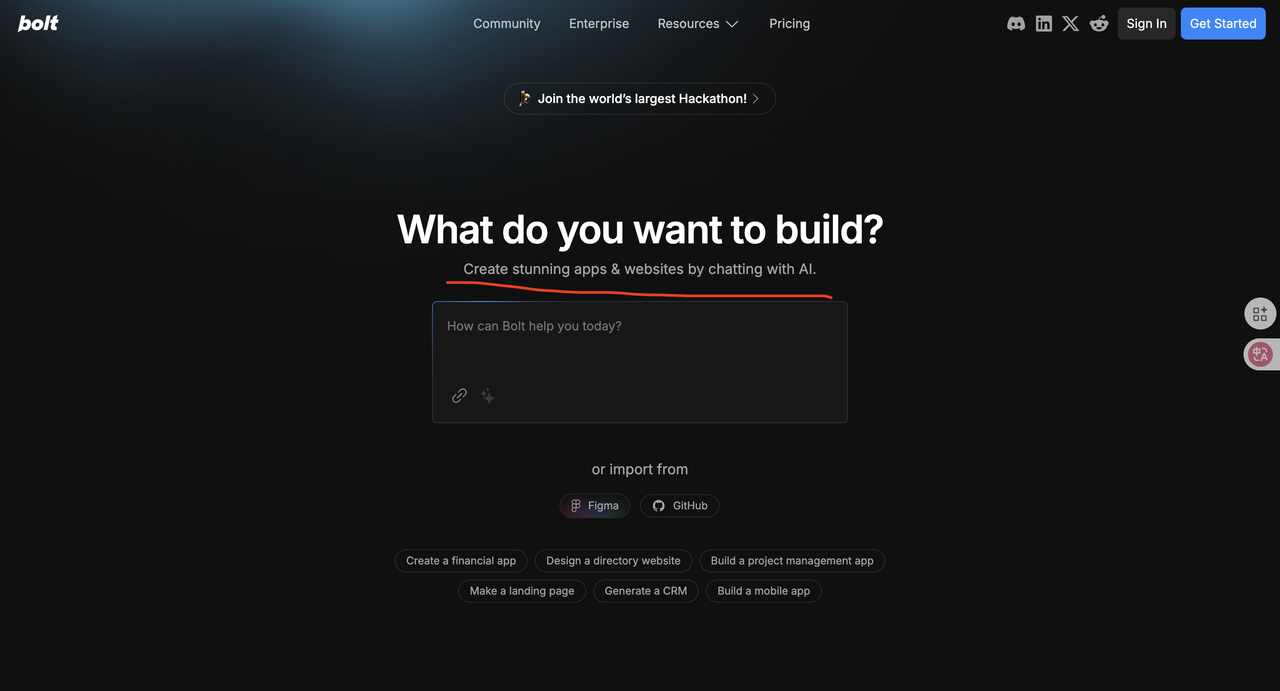 bolt
Community Enterprise Resources Pricing
Sign In Get Started
Join the world's largest Hackathon!
What do you want to build?
Create stunning apps & websites by chatting with AI.
How can Bolt help you today?
or import from
Figma GitHub
Create a financial app Design a directory website Build a project management app
Make a landing page Generate a CRM Build a mobile app